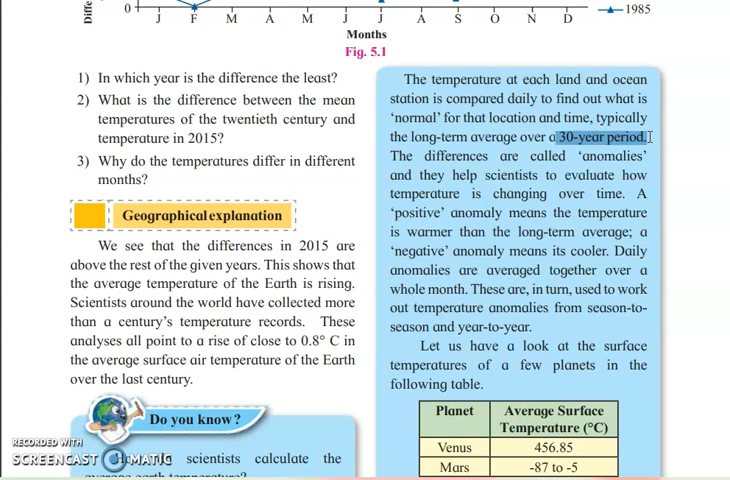 Diffe
0
J F M A M J J A S O N D
1985
Months
Fig. 5.1
1) In which year is the difference the least?
2) What is the difference between the mean
temperatures of the twentieth century and
temperature in 2015?
3) Why do the temperatures differ in different
months?
Geographical explanation
We see that the differences in 2015 are
above the rest of the given years. This shows that
the average temperature of the Earth is rising.
Scientists around the world have collected more
than a century's temperature records. These
analyses all point to a rise of close to 0.8° C in
the average surface air temperature of the Earth
over the last century.
Do you know?
scientists calculate the
average earth temperature?
The temperature at each land and ocean
station is compared daily to find out what is
'normal' for that location and time, typically
the long-term average over a 30-year period.
The differences are called 'anomalies'
and they help scientists to evaluate how
temperature is changing over time. A
'positive' anomaly means the temperature
is warmer than the long-term average; a
'negative' anomaly means its cooler. Daily
anomalies are averaged together over a
whole month. These are, in turn, used to work
out temperature anomalies from season-to-
season and year-to-year.
Let us have a look at the surface
temperatures of a few planets in the
following table.
Planet Average Surface
Temperature (°C)
Venus 456.85
Mars -87 to -5
RECORDED WITH
SCREENCAST MATIC